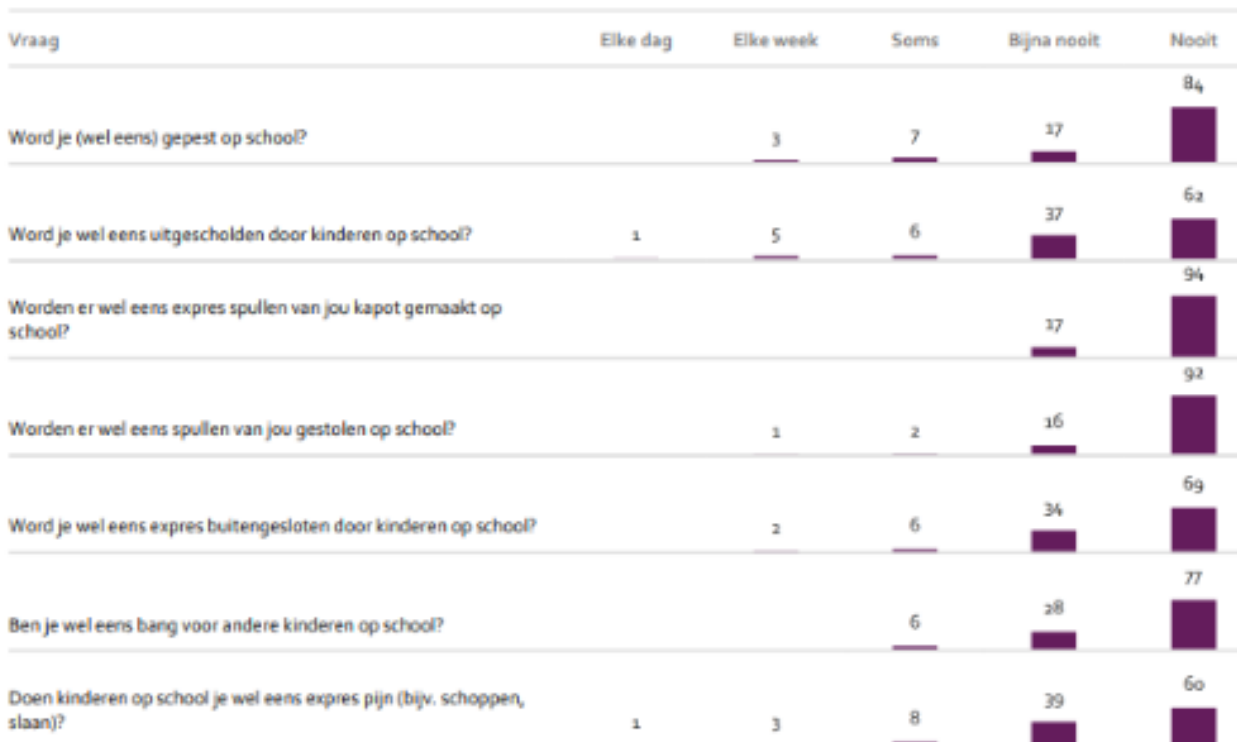 Vraag Elke dag Elke week Soms Bijna nooit Nooit
Word je (wel eens) gepest op school? 3 7 17 84
Word je wel eens uitgescholden door kinderen op school? 1 5 6 37 62
Worden er wel eens expres spullen van jou kapot gemaakt op
school? 17 94
Worden er wel eens spullen van jou gestolen op school? 1 2 16 92
Word je wel eens expres buitengesloten door kinderen op school? 2 6 34 69
Ben je wel eens bang voor andere kinderen op school? 6 28 77
Doen kinderen op school je wel eens expres pijn (bijv. schoppen,
slaan)? 1 3 8 39 60